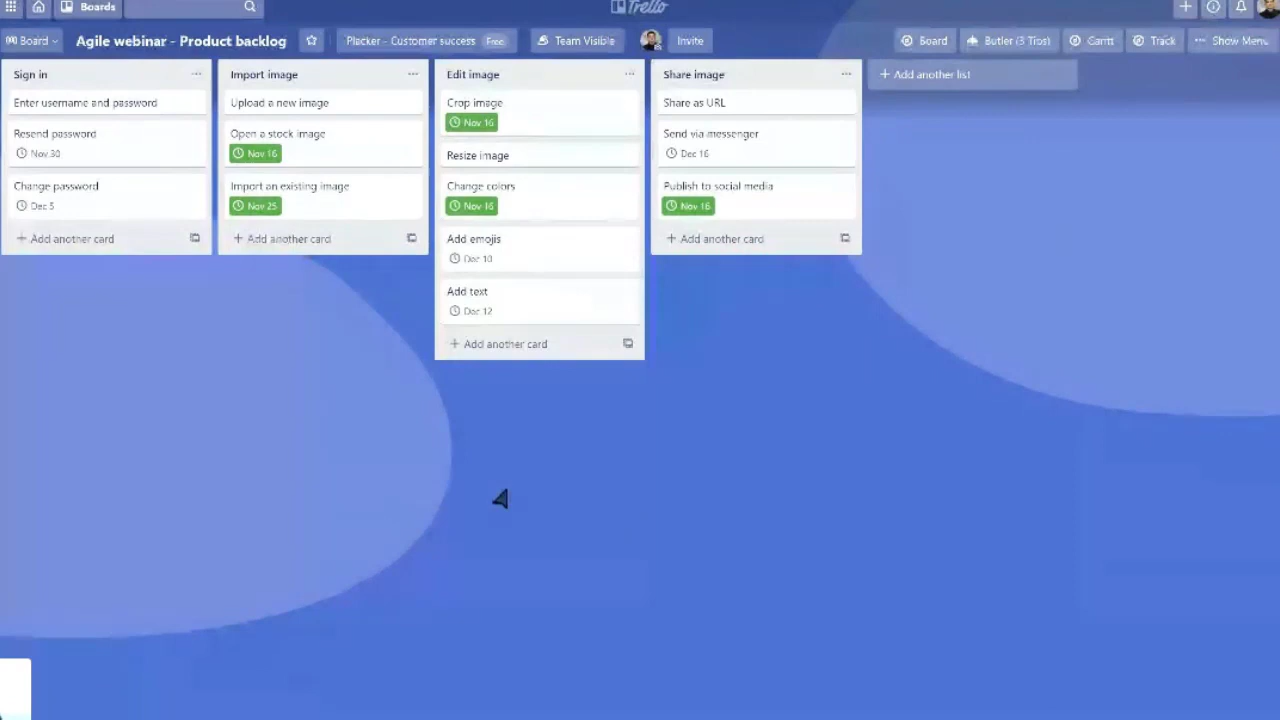 Boards
Trello
Board
Agile webinar - Product backlog
Placker - Customer success Free
Team Visible
Invite
Board
Butler (3 Tips)
Gantt
Track
Show Menu
Sign in
Enter username and password
Resend password
Nov 30
Change password
Dec 5
+ Add another card
Import image
Upload a new image
Open a stock image
Nov 16
Import an existing image
Nov 25
+ Add another card
Edit image
Crop image
Nov 16
Resize image
Change colors
Nov 16
Add emojis
Dec 10
Add text
Dec 12
+ Add another card
Share image
Share as URL
Send via messenger
Dec 16
Publish to social media
Nov 16
+ Add another card
+ Add another list